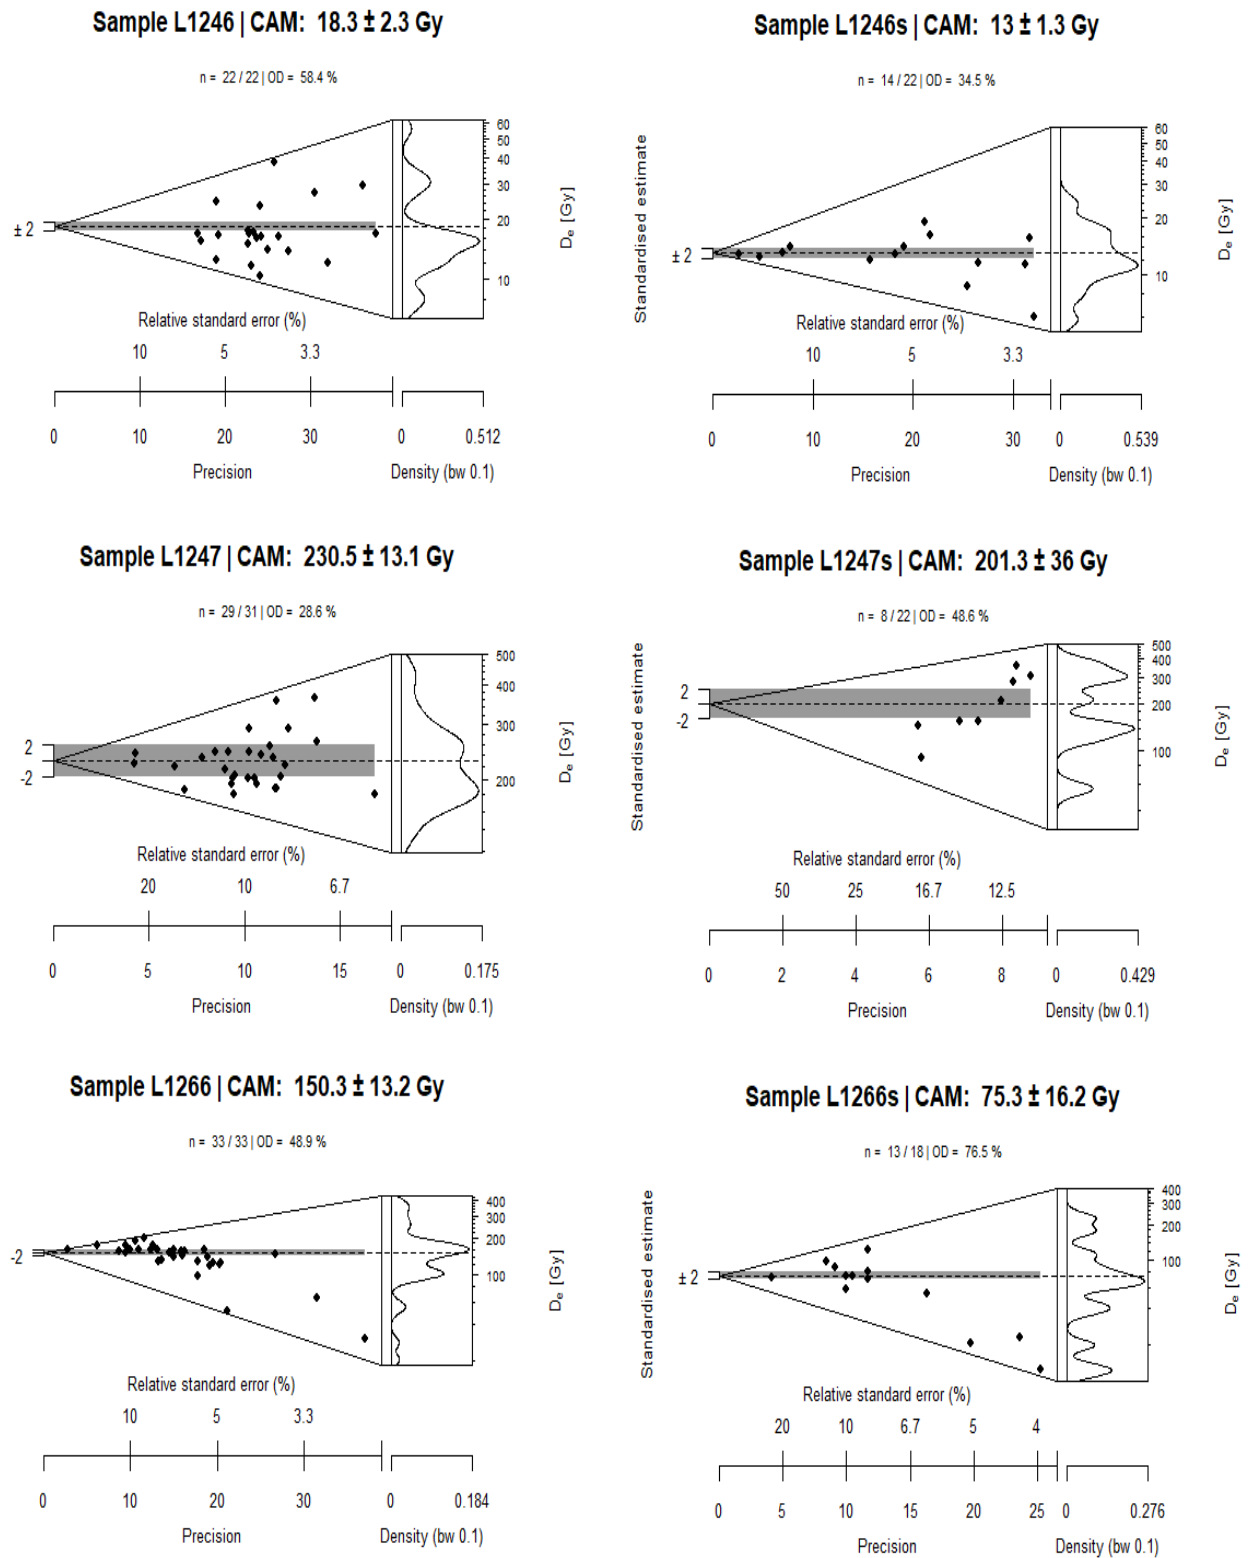 Sample L1246 | CAM: 18.3 ± 2.3 Gy
n = 22 / 22 | OD = 58.4 %
60
50
40
30
20
10
± 2
De [Gy]
Relative standard error (%)
10 5 3.3
0 10 20 30 0 0.512
Precision Density (bw 0.1)
Sample L1246s | CAM: 13 ± 1.3 Gy
n = 14 / 22 | OD = 34.5 %
Standardised estimate
60
50
40
30
20
10
± 2
De [Gy]
Relative standard error (%)
10 5 3.3
0 10 20 30 0 0.539
Precision Density (bw 0.1)
Sample L1247 | CAM: 230.5 ± 13.1 Gy
n = 29 / 31 | OD = 28.6 %
500
400
300
200
2
-2
De [Gy]
Relative standard error (%)
20 10 6.7
0 5 10 15 0 0.175
Precision Density (bw 0.1)
Sample L1247s | CAM: 201.3 ± 36 Gy
n = 8 / 22 | OD = 48.6 %
Standardised estimate
500
400
300
200
100
2
-2
De [Gy]
Relative standard error (%)
50 25 16.7 12.5
0 2 4 6 8 0 0.429
Precision Density (bw 0.1)
Sample L1266 | CAM: 150.3 ± 13.2 Gy
n = 33 / 33 | OD = 48.9 %
400
300
200
100
-2
De [Gy]
Relative standard error (%)
10 5 3.3
0 10 20 30 0 0.184
Precision Density (bw 0.1)
Sample L1266s | CAM: 75.3 ± 16.2 Gy
n = 13 / 18 | OD = 76.5 %
Standardised estimate
400
300
200
100
± 2
De [Gy]
Relative standard error (%)
20 10 6.7 5 4
0 5 10 15 20 25 0 0.276
Precision Density (bw 0.1)